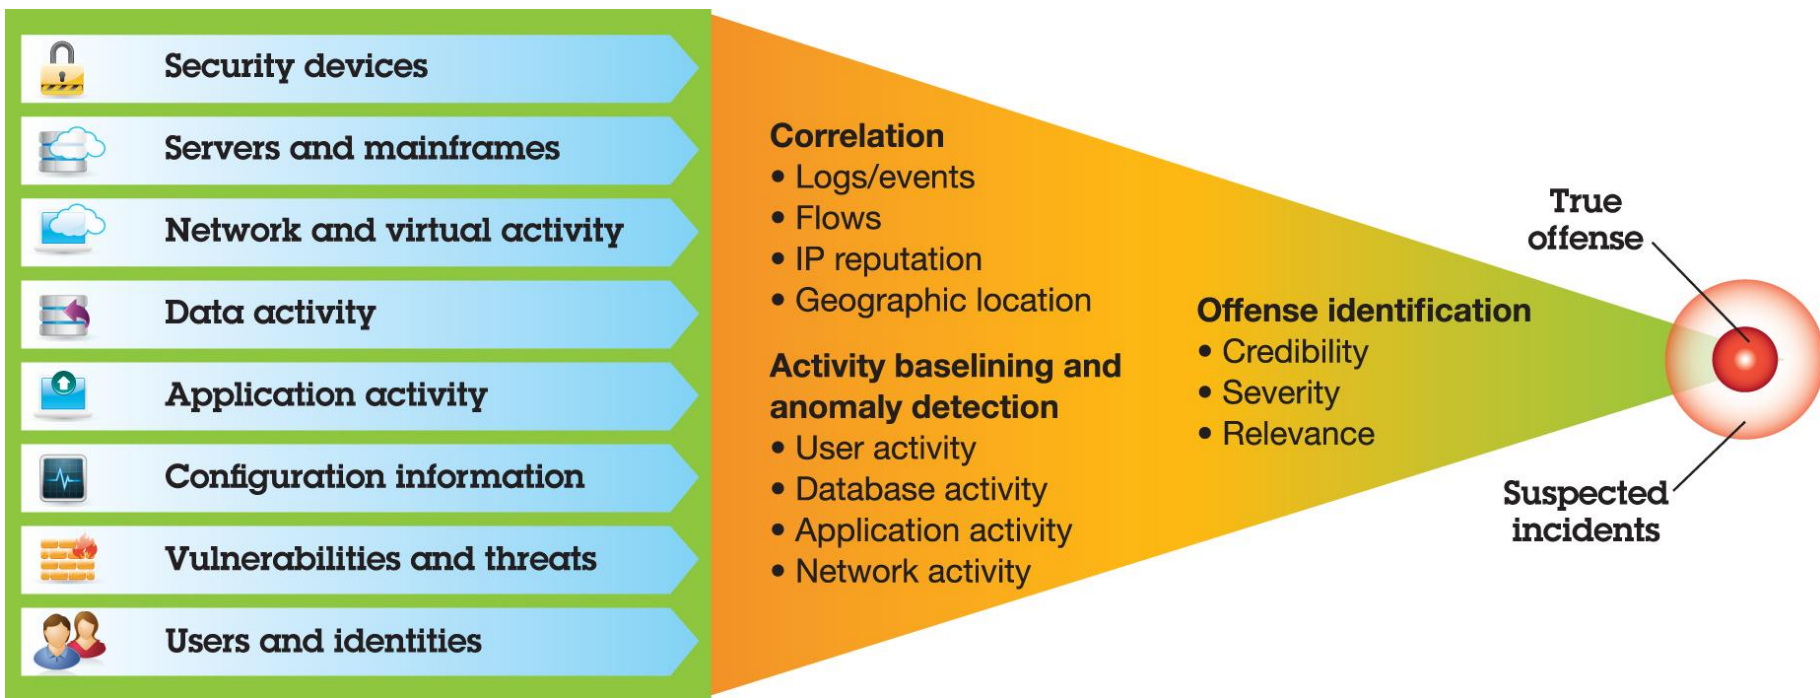 Security devices
Servers and mainframes
Network and virtual activity
Data activity
Application activity
Configuration information
Vulnerabilities and threats
Users and identities
Correlation
• Logs/events
• Flows
• IP reputation
• Geographic location
Activity baselining and
anomaly detection
• User activity
• Database activity
• Application activity
• Network activity
Offense identification
• Credibility
• Severity
• Relevance
True
offense
Suspected
incidents